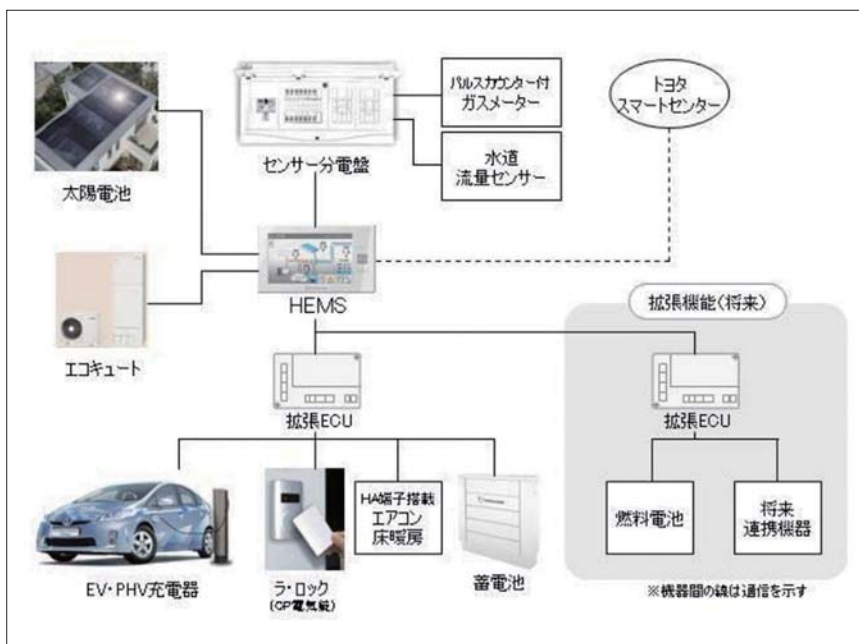 パルスカウンター付
ガスメーター
トヨタ
スマートセンター
水道
流量センサー
センサー分電盤
太陽電池
HEMS
拡張機能(将来)
エコキュート
拡張ECU
拡張ECU
HA端子搭載
エアコン
床暖房
燃料電池
将来
連携機器
EV・PHV充電器
ラ・ロック
(CP電気錠)
蓄電池
※機器間の線は通信を示す